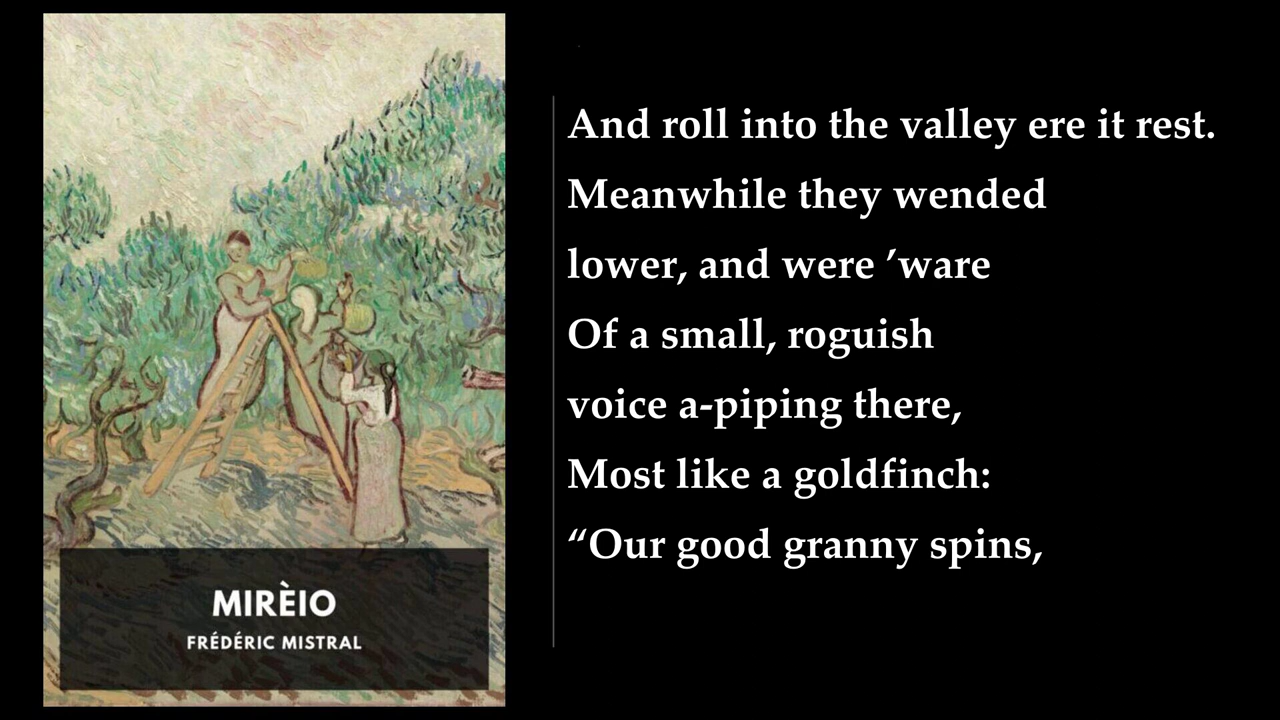 MIRÈIO
FRÉDÉRIC MISTRAL
And roll into the valley ere it rest.
Meanwhile they wended
lower, and were ’ware
Of a small, roguish
voice a-piping there,
Most like a goldfinch:
“Our good granny spins,